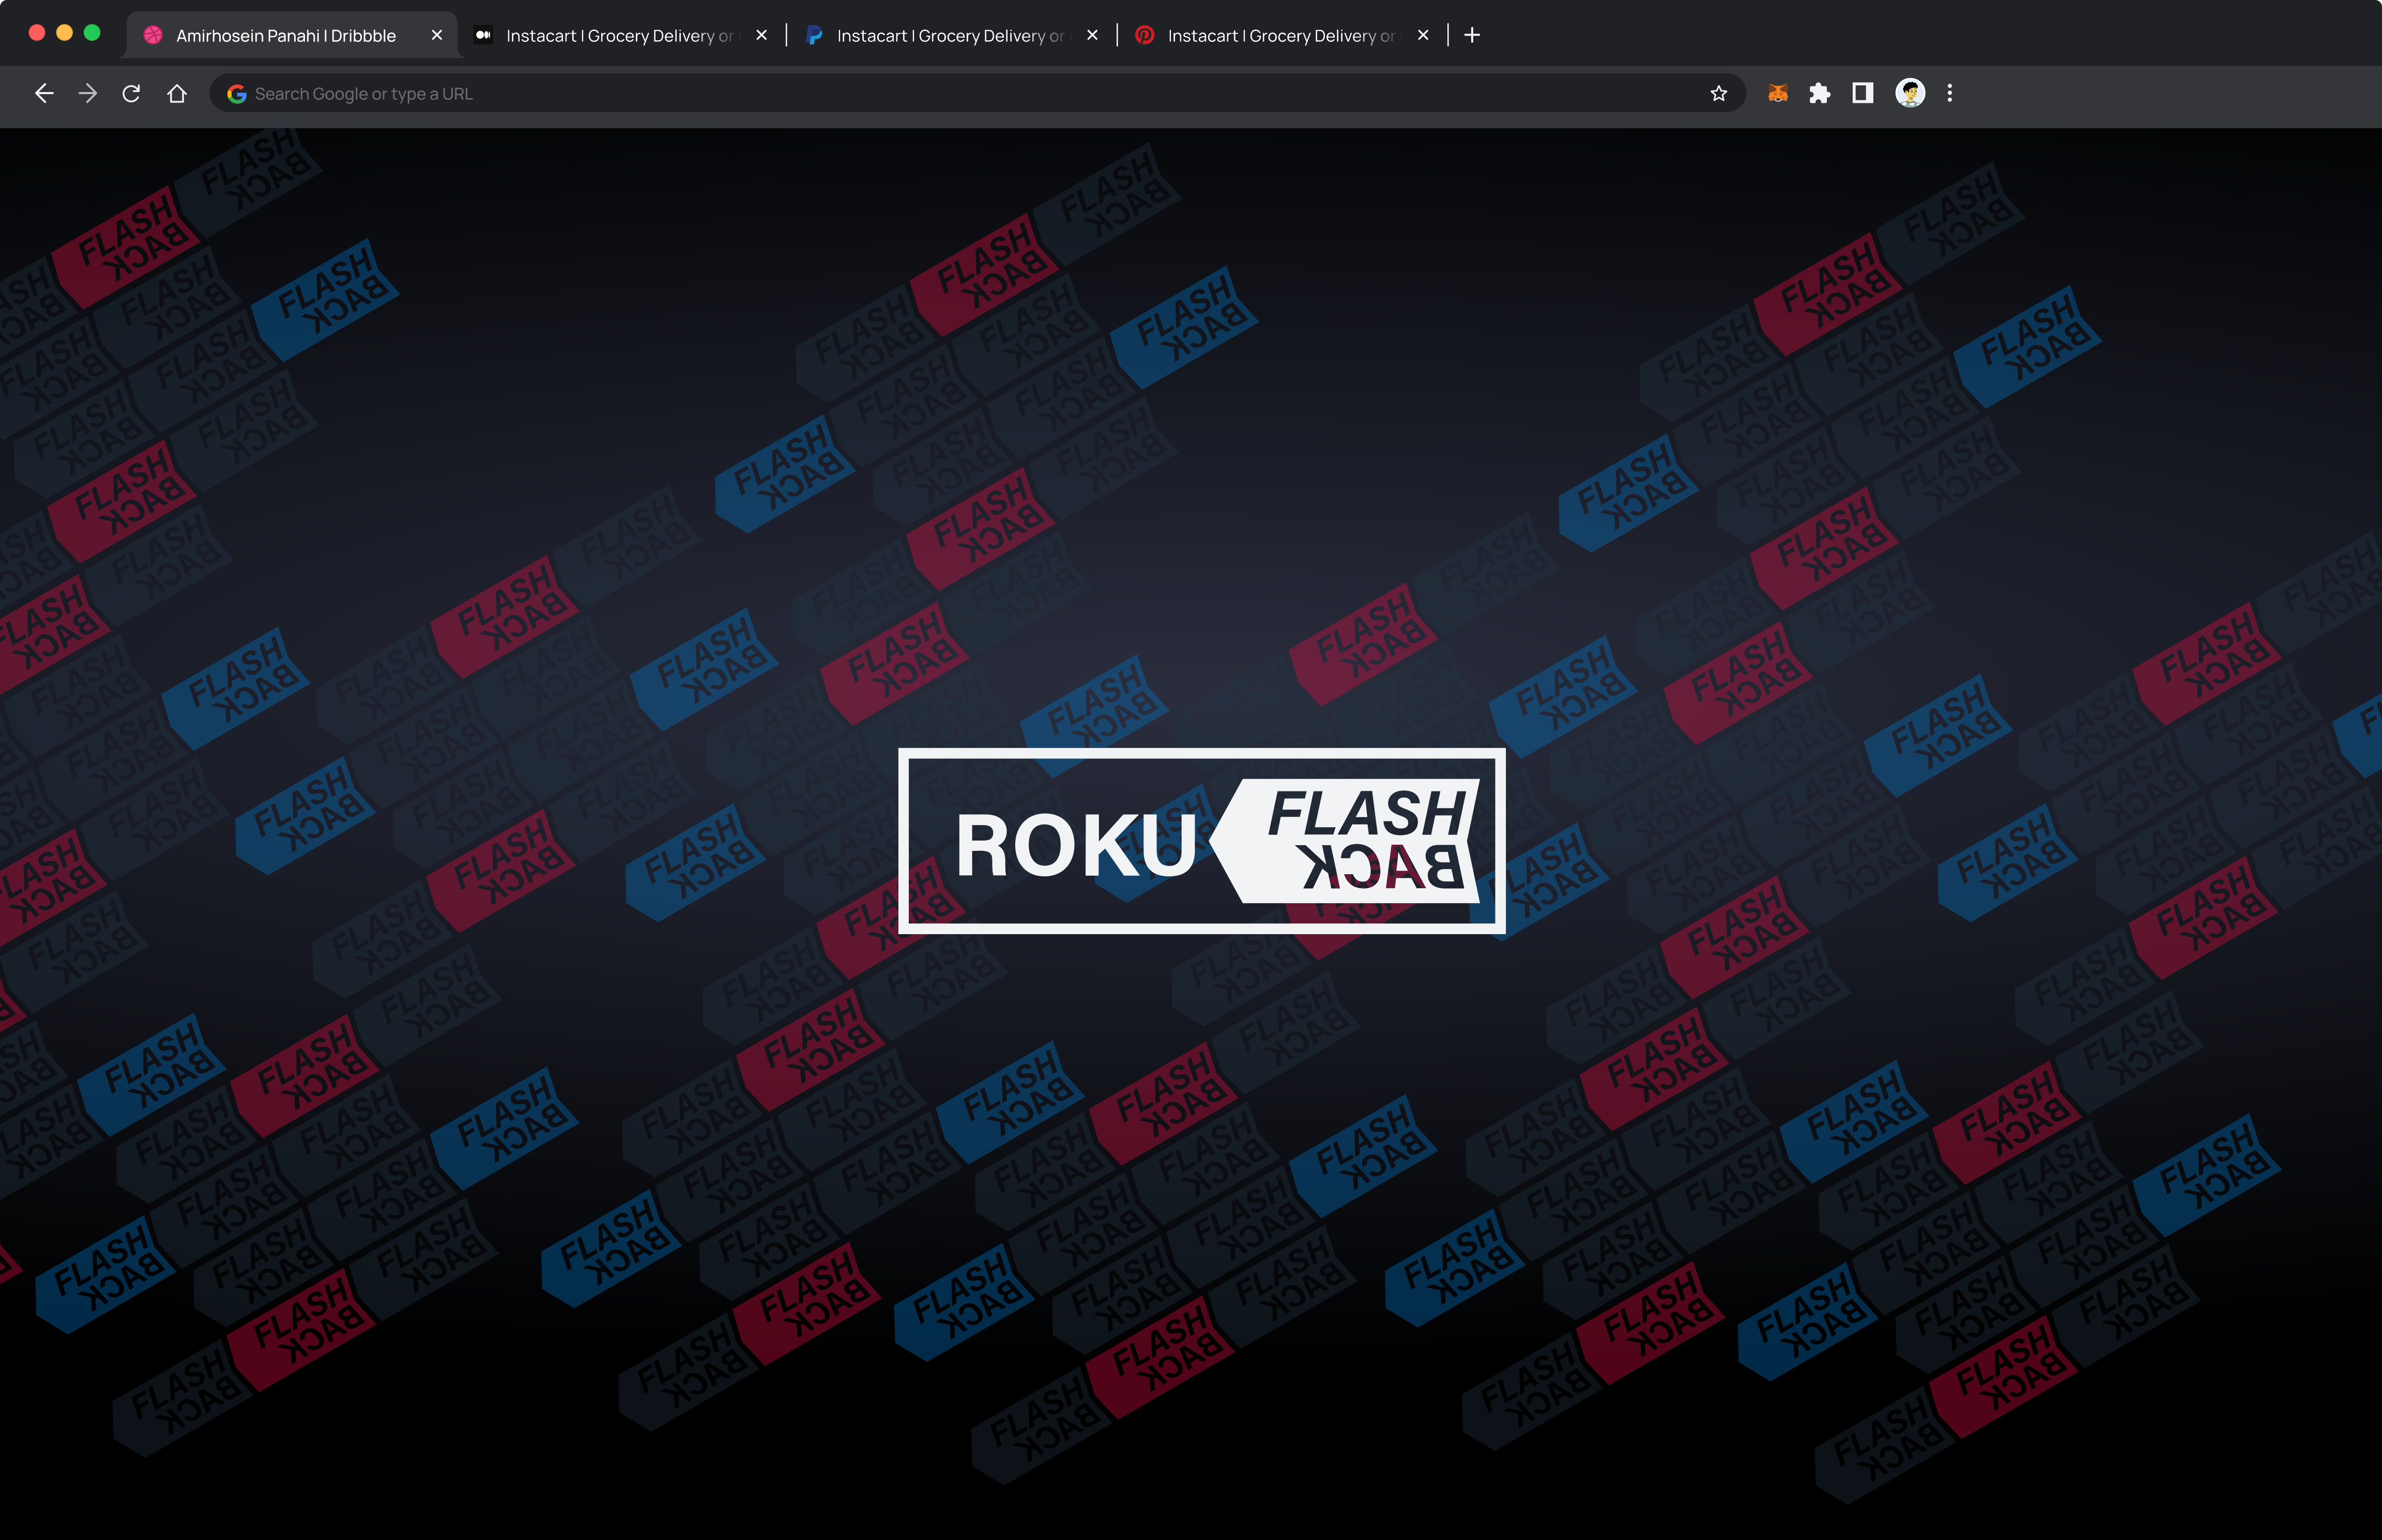 Amirhosein Panahi | Dribbble
Instacart | Grocery Delivery or
Instacart | Grocery Delivery or
Instacart | Grocery Delivery or
Search Google or type a URL
ROKU
FLASH
BACK